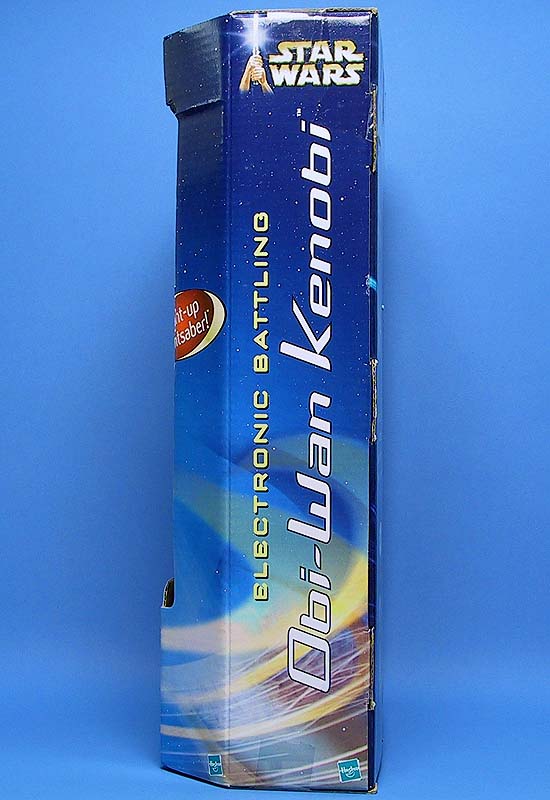 STAR
WARS
ELECTRONIC BATTLING
Obi-Wan Kenobi™
Hasbro
Hasbro